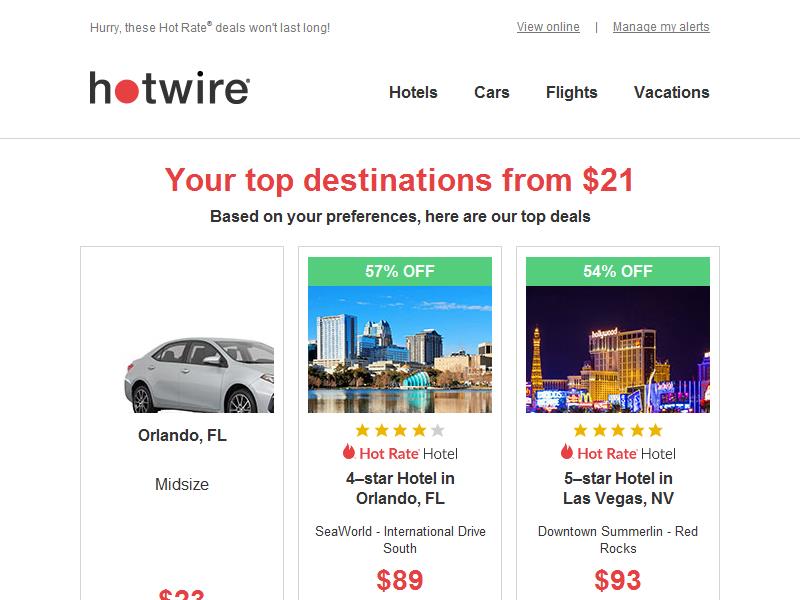 Hurry, these Hot Rate® deals won't last long!
View online | Manage my alerts
hotwire
Hotels Cars Flights Vacations
Your top destinations from $21
Based on your preferences, here are our top deals
Orlando, FL
Midsize
$23
57% OFF
Hot Rate Hotel
4–star Hotel in
Orlando, FL
SeaWorld - International Drive
South
$89
54% OFF
hollywood
Hot Rate Hotel
5–star Hotel in
Las Vegas, NV
Downtown Summerlin - Red
Rocks
$93